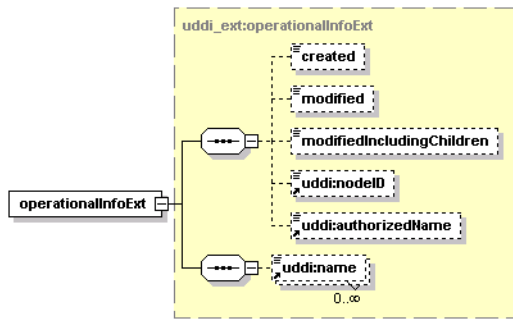 uddi_ext:operationalInfoExt
created
modified
modifiedIncludingChildren
uddi:nodeID
operationalInfoExt
uddi:authorizedName
uddi:name
0..∞